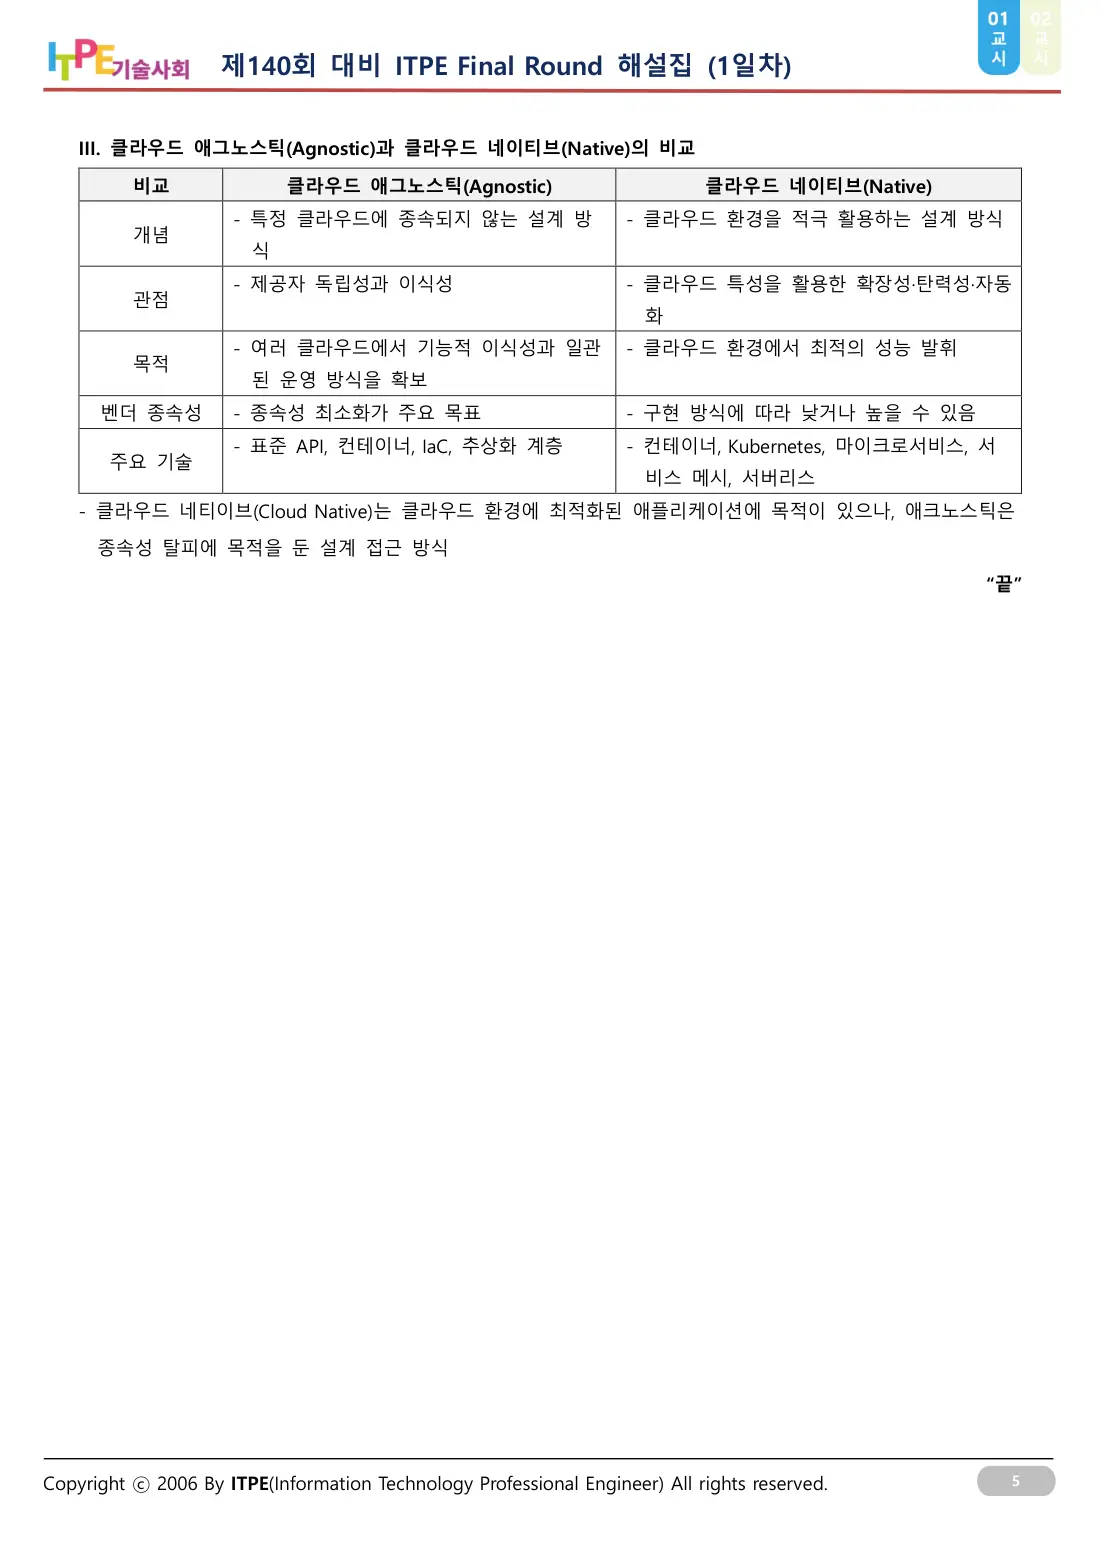 ITPE기술사회 제140회 대비 ITPE Final Round 해설집 (1일차)
01 교 시
02 교 시
III. 클라우드 애그노스틱(Agnostic)과 클라우드 네이티브(Native)의 비교
비교 클라우드 애그노스틱(Agnostic) 클라우드 네이티브(Native)
개념
- 특정 클라우드에 종속되지 않는 설계 방
식
- 클라우드 환경을 적극 활용하는 설계 방식
관점
- 제공자 독립성과 이식성
- 클라우드 특성을 활용한 확장성·탄력성·자동
화
목적
- 여러 클라우드에서 기능적 이식성과 일관
된 운영 방식을 확보
- 클라우드 환경에서 최적의 성능 발휘
벤더 종속성
- 종속성 최소화가 주요 목표
- 구현 방식에 따라 낮거나 높을 수 있음
주요 기술
- 표준 API, 컨테이너, IaC, 추상화 계층
- 컨테이너, Kubernetes, 마이크로서비스, 서
비스 메시, 서버리스
- 클라우드 네티이브(Cloud Native)는 클라우드 환경에 최적화된 애플리케이션에 목적이 있으나, 애크노스틱은
종속성 탈피에 목적을 둔 설계 접근 방식
“끝”
Copyright ⓒ 2006 By ITPE(Information Technology Professional Engineer) All rights reserved.
5